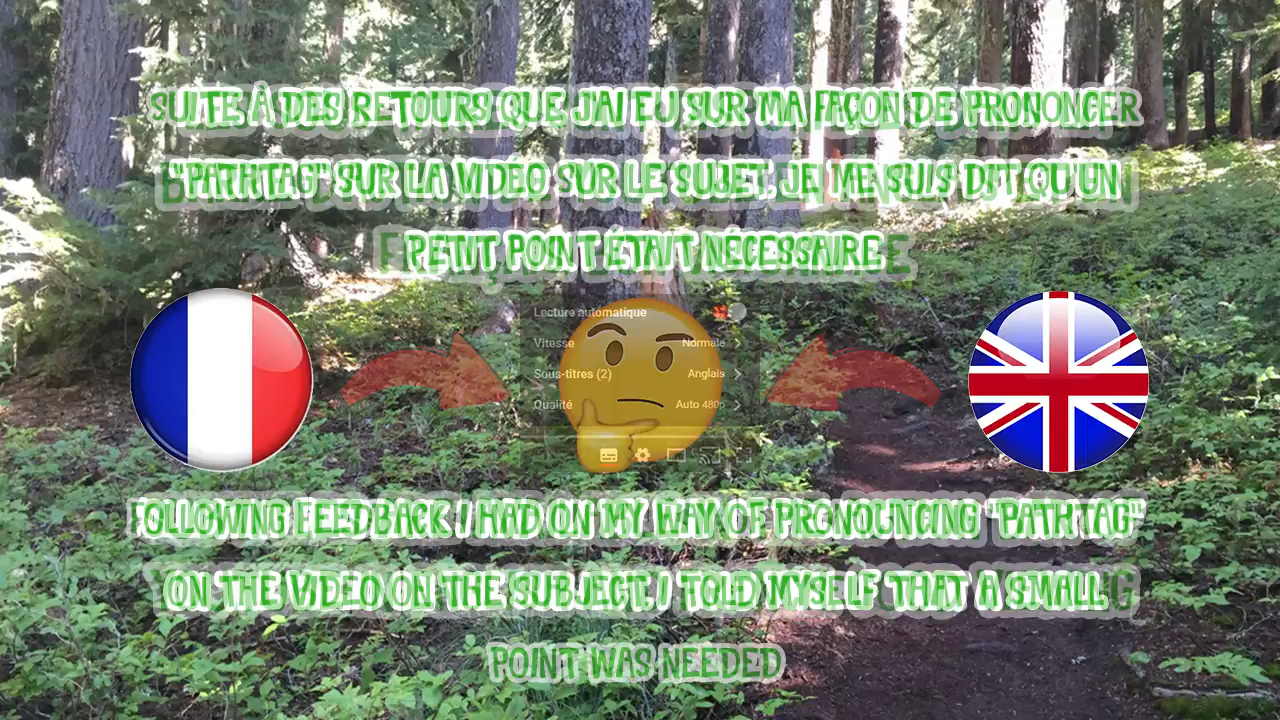 SUITE À DES RETOURS QUE J'AI EU SUR MA FAÇON DE PRONONCER
"PATHTAG" SUR LA VIDÉO SUR LE SUJET, JE ME SUIS DIT QU'UN
PETIT POINT ÉTAIT NÉCESSAIRE
Lecture automatique
Vitesse Normale
Sous-titres (2) Anglais
Qualité Auto 480p
FOLLOWING FEEDBACK I HAD ON MY WAY OF PRONOUNCING "PATHTAG"
ON THE VIDEO ON THE SUBJECT, I TOLD MYSELF THAT A SMALL
POINT WAS NEEDED